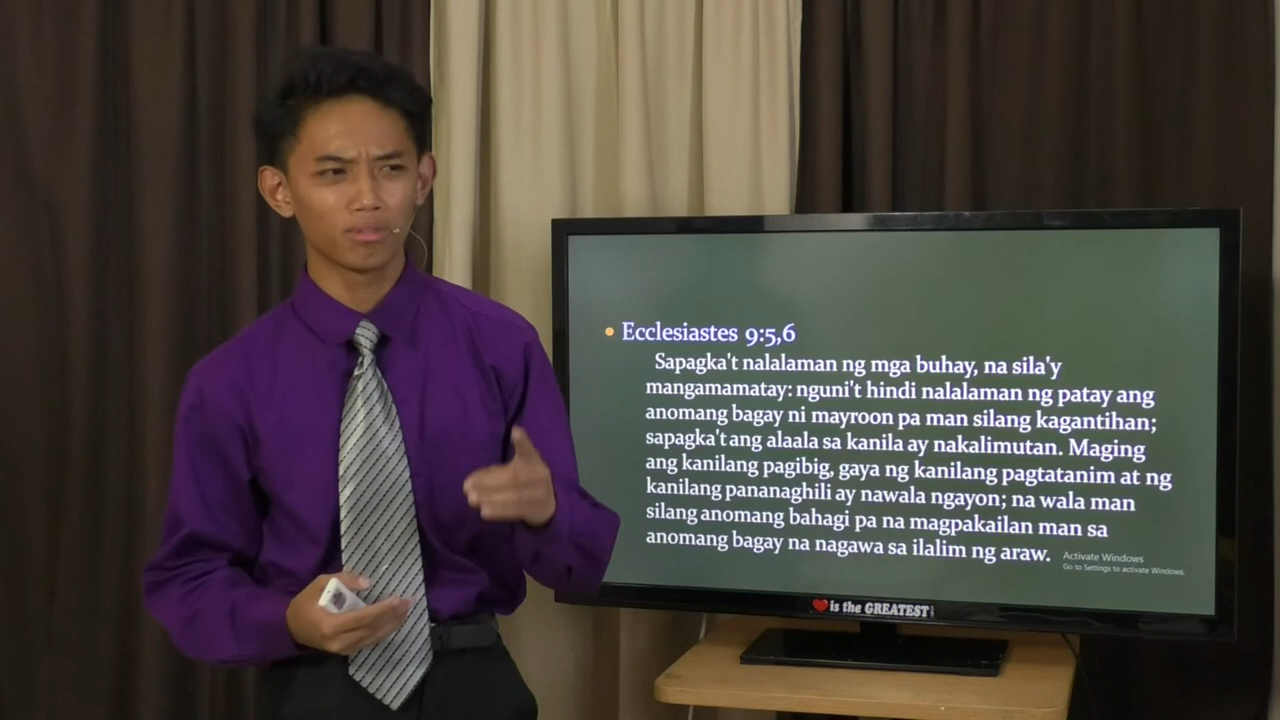 Ecclesiastes 9:5,6
Sapagka't nalalaman ng mga buhay, na sila'y
mangamamatay: nguni't hindi nalalaman ng patay ang
anomang bagay ni mayroon pa man silang kagantihan;
sapagka't ang alaala sa kanila ay nakalimutan. Maging
ang kanilang pagibig, gaya ng kanilang pagtatanim at ng
kanilang pananaghili ay nawala ngayon; na wala man
silang anomang bahagi pa na magpakailan man sa
anomang bagay na nagawa sa ilalim ng araw.
Activate Windows
Go to Settings to activate Windows.
is the GREATEST!